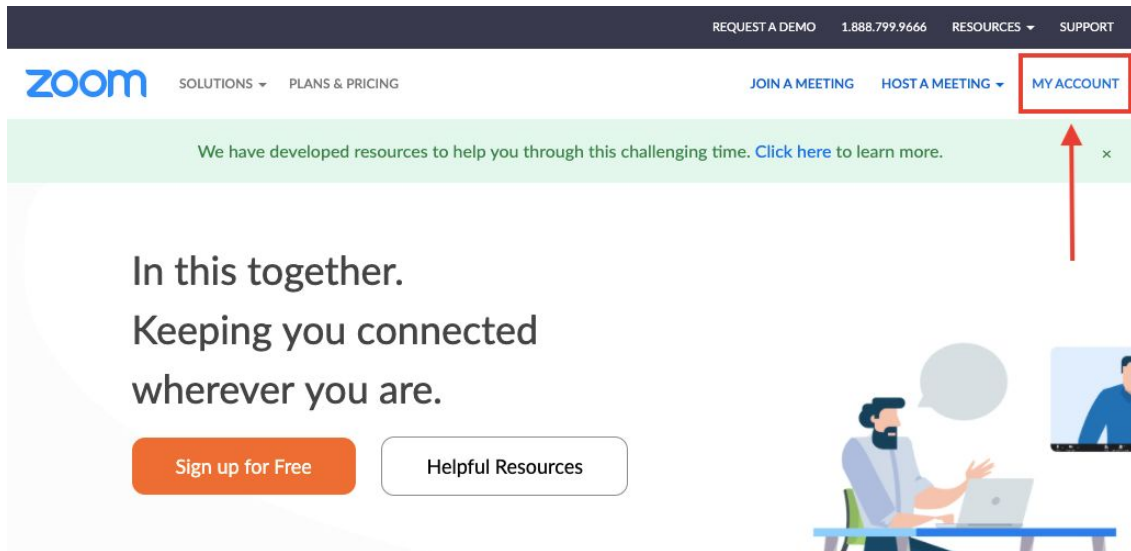 REQUEST A DEMO 1.888.799.9666 RESOURCES SUPPORT
zoom SOLUTIONS PLANS & PRICING JOIN A MEETING HOST A MEETING MY ACCOUNT
We have developed resources to help you through this challenging time. Click here to learn more. ×
In this together.
Keeping you connected
wherever you are.
Sign up for Free Helpful Resources